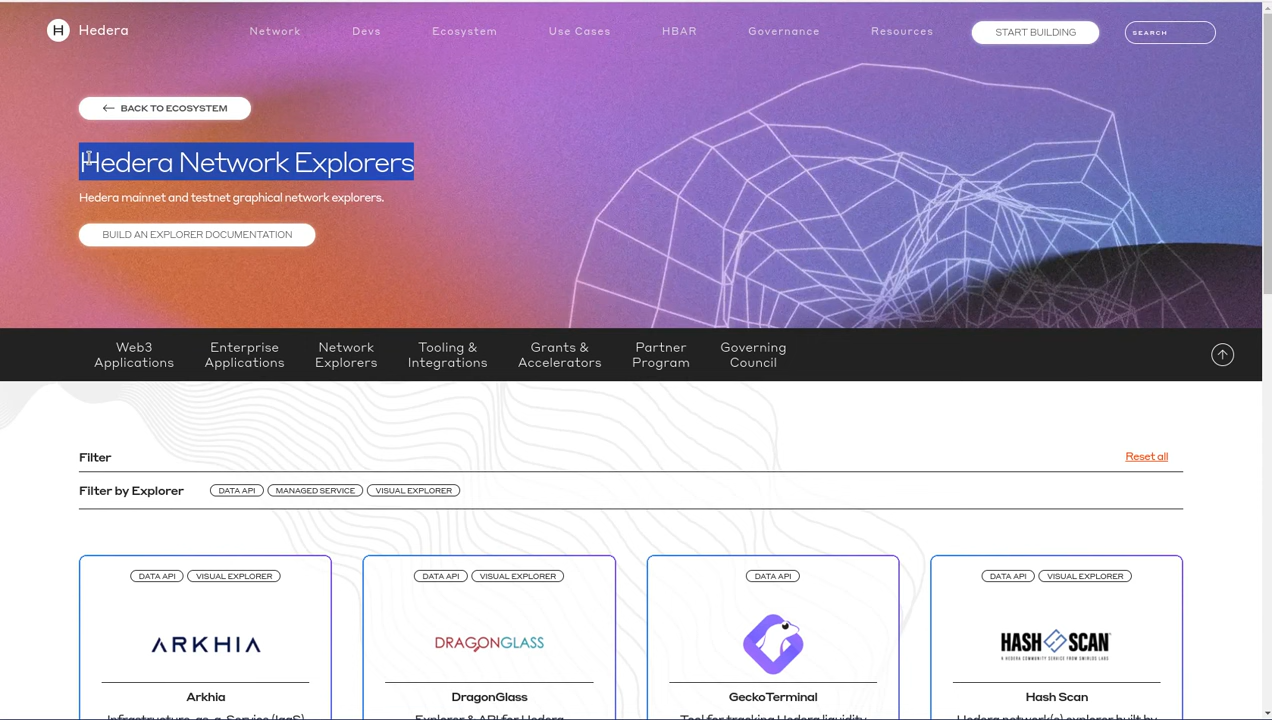 Hedera
Network Devs Ecosystem Use Cases HBAR Governance Resources START BUILDING SEARCH
← BACK TO ECOSYSTEM
Hedera Network Explorers
Hedera mainnet and testnet graphical network explorers.
BUILD AN EXPLORER DOCUMENTATION
Web3
Applications
Enterprise
Applications
Network
Explorers
Tooling &
Integrations
Grants &
Accelerators
Partner
Program
Governing
Council
Filter
Reset all
Filter by Explorer DATA API MANAGED SERVICE VISUAL EXPLORER
DATA API VISUAL EXPLORER
ARKHIA
Arkhia
Infrastructure-as-a-Service (IaaS)
DATA API VISUAL EXPLORER
DRAGONGLASS
DragonGlass
Explorer & API for Hedera
DATA API
GeckoTerminal
Tool for tracking Hedera liquidity
DATA API VISUAL EXPLORER
HASH SCAN
A HEDERA COMMUNITY SERVICE FROM SWIRLDS LABS
Hash Scan
Hedera network(s) explorer built by